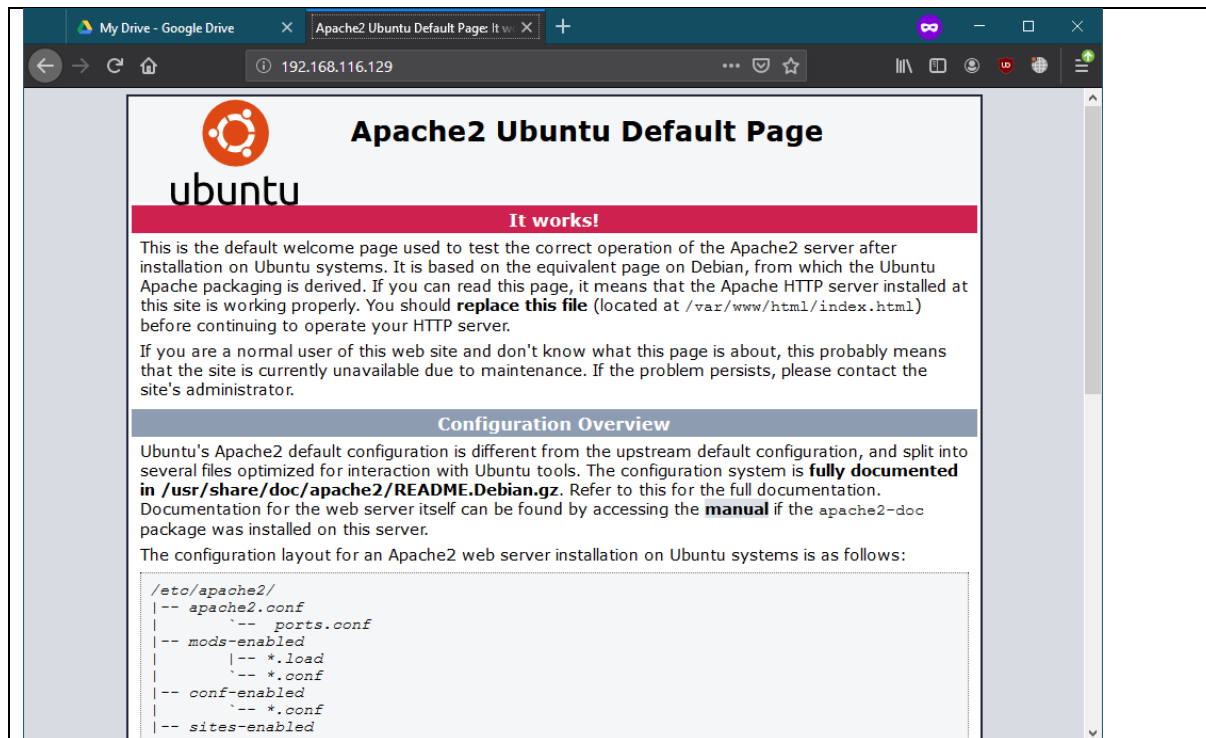 My Drive - Google Drive
Apache2 Ubuntu Default Page: It w
192.168.116.129
ubuntu
Apache2 Ubuntu Default Page
It works!
This is the default welcome page used to test the correct operation of the Apache2 server after
installation on Ubuntu systems. It is based on the equivalent page on Debian, from which the Ubuntu
Apache packaging is derived. If you can read this page, it means that the Apache HTTP server installed at
this site is working properly. You should replace this file (located at /var/www/html/index.html)
before continuing to operate your HTTP server.
If you are a normal user of this web site and don't know what this page is about, this probably means
that the site is currently unavailable due to maintenance. If the problem persists, please contact the
site's administrator.
Configuration Overview
Ubuntu's Apache2 default configuration is different from the upstream default configuration, and split into
several files optimized for interaction with Ubuntu tools. The configuration system is fully documented
in /usr/share/doc/apache2/README.Debian.gz. Refer to this for the full documentation.
Documentation for the web server itself can be found by accessing the manual if the apache2-doc
package was installed on this server.
The configuration layout for an Apache2 web server installation on Ubuntu systems is as follows:
/etc/apache2/
|-- apache2.conf
|       `--  ports.conf
|-- mods-enabled
|       |-- *.load
|       `-- *.conf
|-- conf-enabled
|       `-- *.conf
|-- sites-enabled